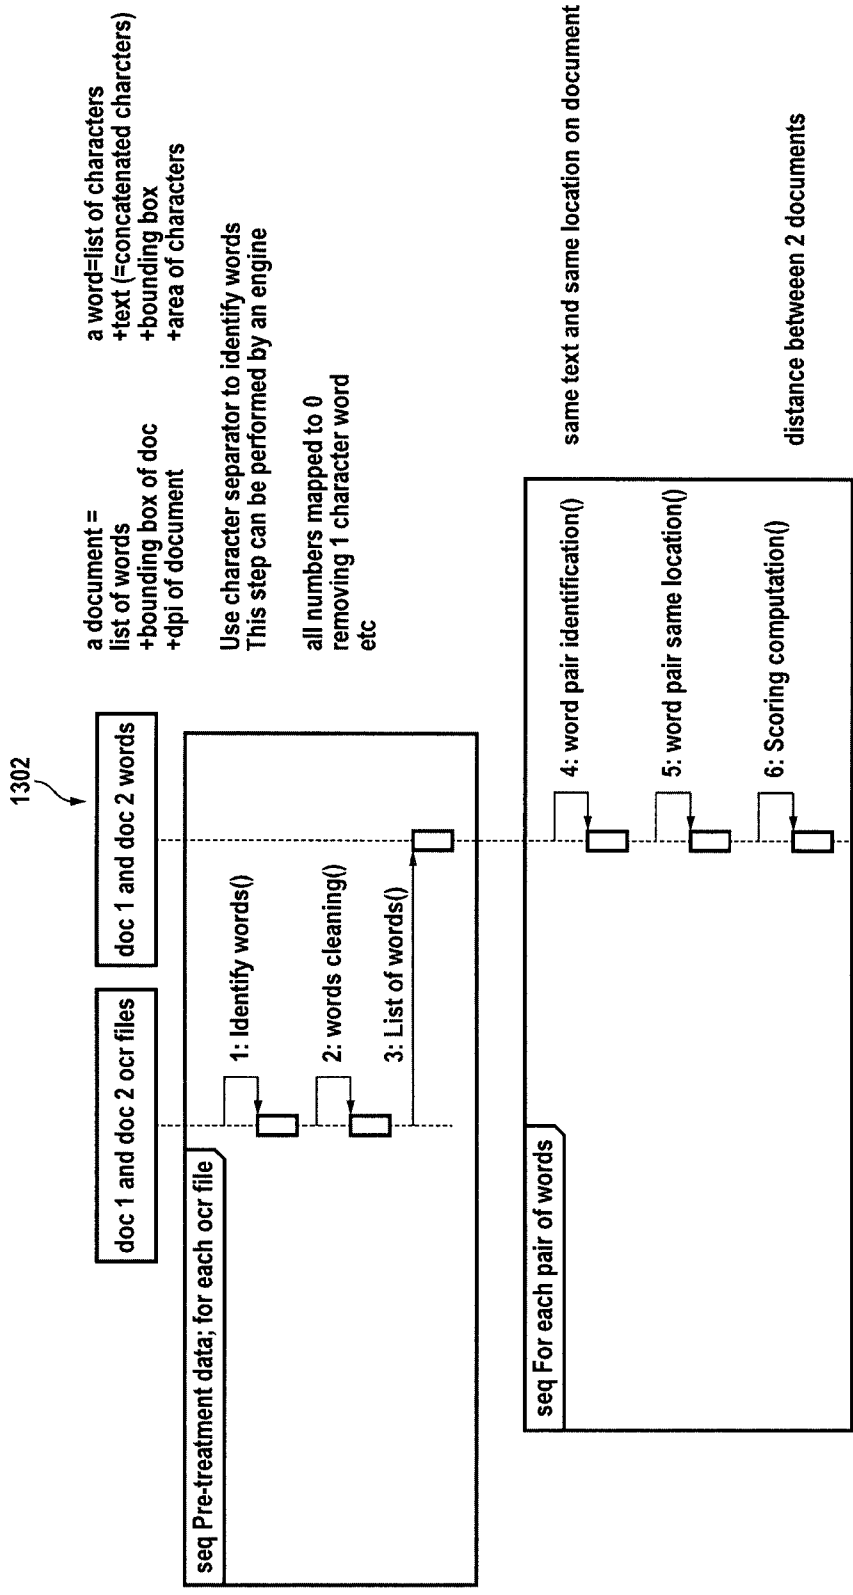 1302
doc 1 and doc 2 ocr files
doc 1 and doc 2 words
a document =
list of words
+bounding box of doc
+dpi of document
a word=list of characters
+text (=concatenated charcters)
+bounding box
+area of characters
seq Pre-treatment data; for each ocr file
1: Identify words()
Use character separator to identify words
This step can be performed by an engine
2: words cleaning()
all numbers mapped to 0
removing 1 character word
etc
3: List of words()
seq For each pair of words
4: word pair identification()
same text and same location on document
5: word pair same location()
6: Scoring computation()
distance betweeen 2 documents